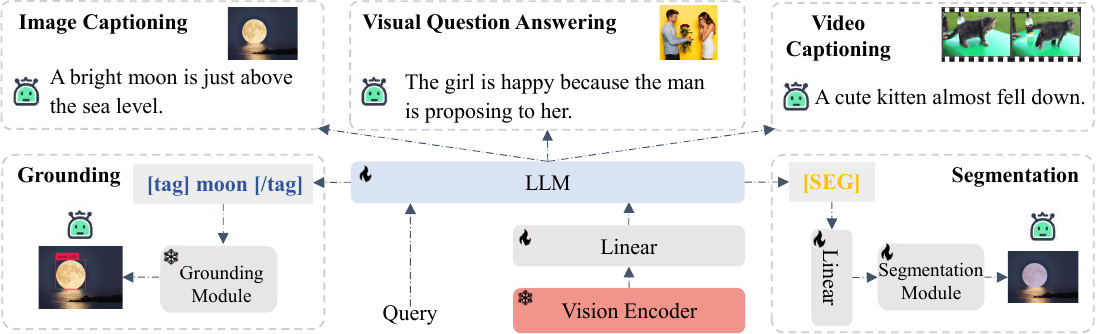 Image Captioning
A bright moon is just above
the sea level.
Visual Question Answering
The girl is happy because the man
is proposing to her.
Video
Captioning
A cute kitten almost fell down.
Grounding
[tag] moon [/tag]
Grounding
Module
LLM
Linear
Vision Encoder
Query
[SEG]
Segmentation
Linear
Segmentation
Module